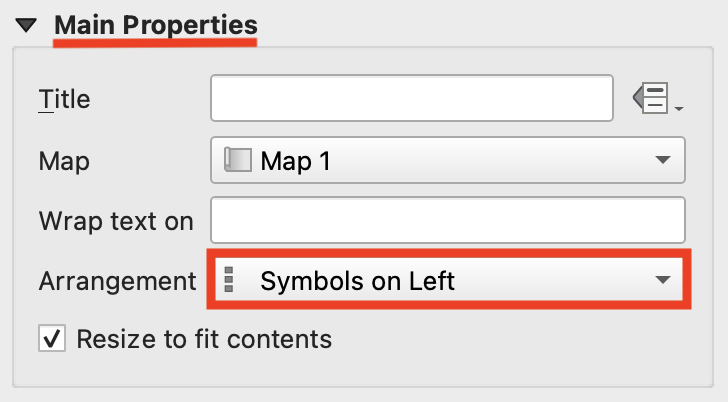 Main Properties
Title
Map Map 1
Wrap text on
Arrangement Symbols on Left
Resize to fit contents